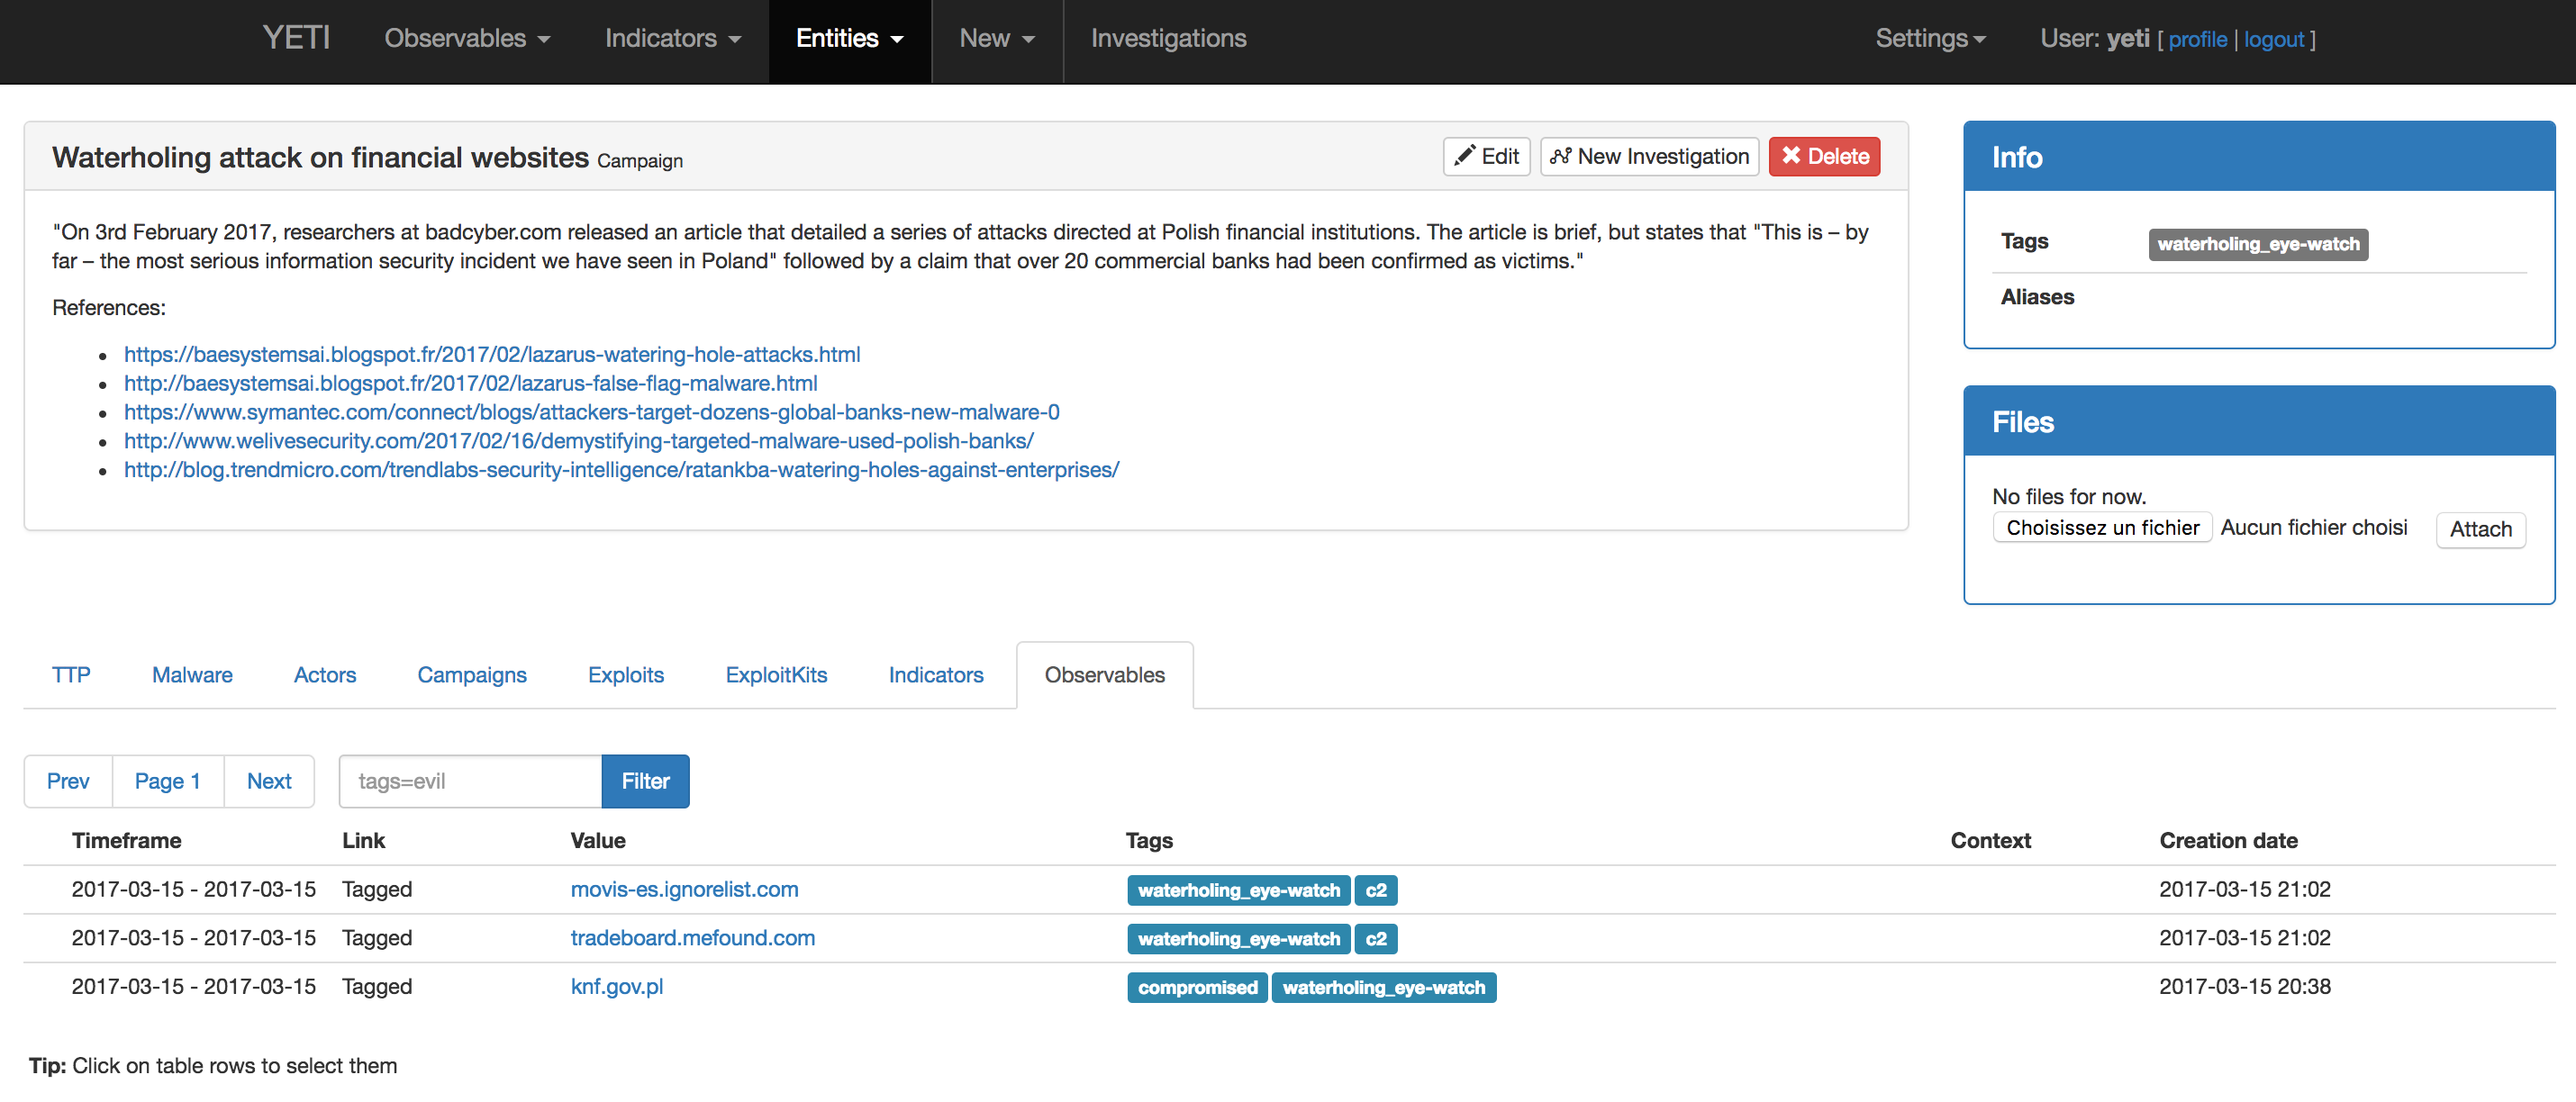 YETI Observables Indicators Entities New Investigations Settings User: yeti [ profile | logout ]
Waterholing attack on financial websites Campaign Edit New Investigation Delete
"On 3rd February 2017, researchers at badcyber.com released an article that detailed a series of attacks directed at Polish financial institutions. The article is brief, but states that "This is – by
far – the most serious information security incident we have seen in Poland" followed by a claim that over 20 commercial banks had been confirmed as victims."
References:
https://baesystemsai.blogspot.fr/2017/02/lazarus-watering-hole-attacks.html
http://baesystemsai.blogspot.fr/2017/02/lazarus-false-flag-malware.html
https://www.symantec.com/connect/blogs/attackers-target-dozens-global-banks-new-malware-0
http://www.welivesecurity.com/2017/02/16/demystifying-targeted-malware-used-polish-banks/
http://blog.trendmicro.com/trendlabs-security-intelligence/ratankba-watering-holes-against-enterprises/
Info
Tags waterholing_eye-watch
Aliases
Files
No files for now.
Choisissez un fichier Aucun fichier choisi Attach
TTP Malware Actors Campaigns Exploits ExploitKits Indicators Observables
Prev Page 1 Next tags=evil Filter
Timeframe Link Value Tags Context Creation date
2017-03-15 - 2017-03-15 Tagged movis-es.ignorelist.com waterholing_eye-watch c2 2017-03-15 21:02
2017-03-15 - 2017-03-15 Tagged tradeboard.mefound.com waterholing_eye-watch c2 2017-03-15 21:02
2017-03-15 - 2017-03-15 Tagged knf.gov.pl compromised waterholing_eye-watch 2017-03-15 20:38
Tip: Click on table rows to select them